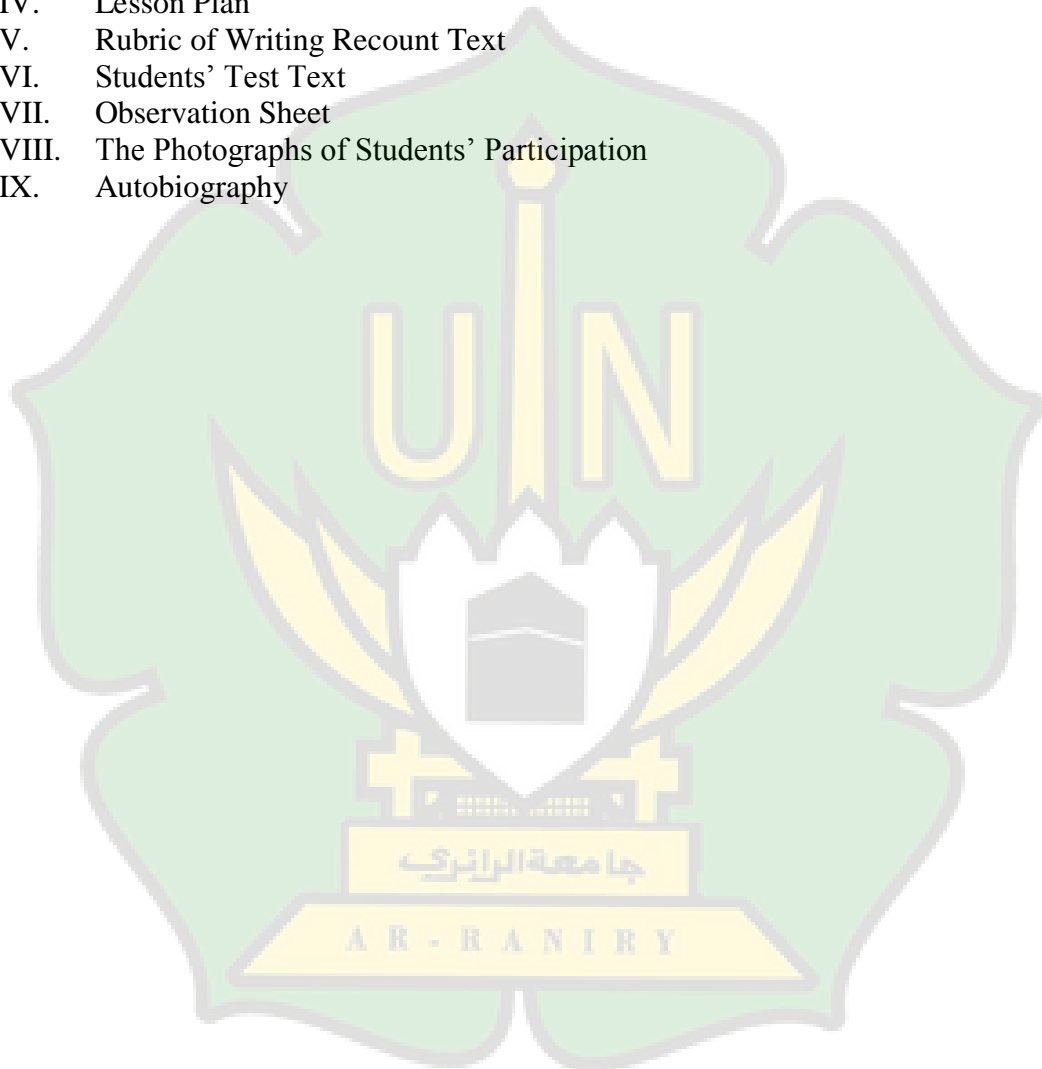 IV. Lesson Plan
V. Rubric of Writing Recount Text
VI. Students’ Test Text
VII. Observation Sheet
VIII. The Photographs of Students’ Participation
IX. Autobiography
U I N
جامعة الرانري
AR-RANIRY